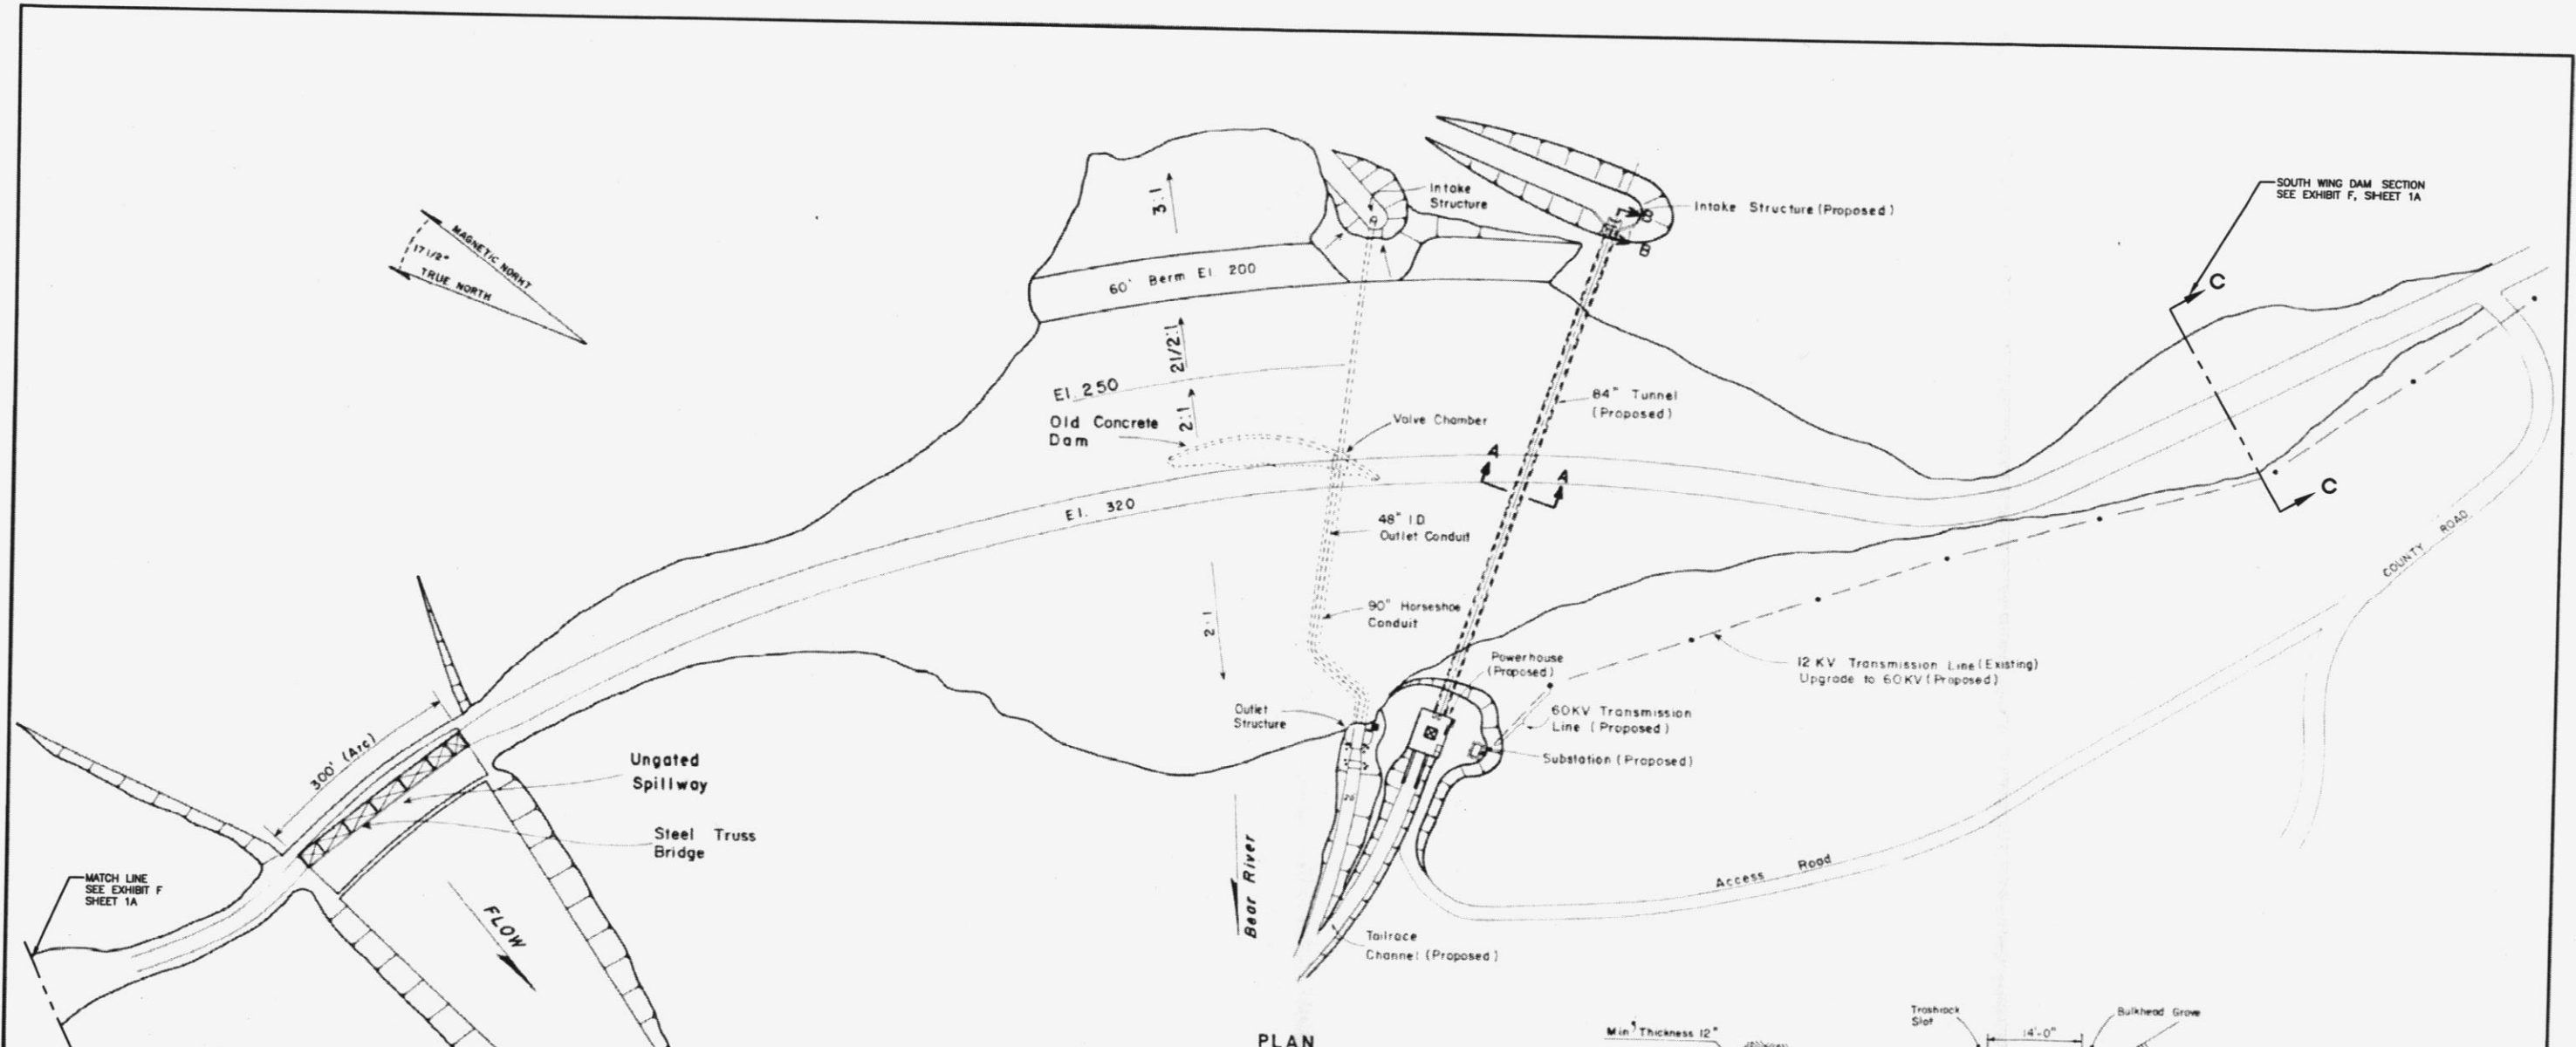 Intake
Structure
Intake Structure (Proposed)
B
B
SOUTH WING DAM SECTION
SEE EXHIBIT F, SHEET 1A
C
C
MAGNETIC NORHT
17 1/2°
TRUE NORTH
3:1
60' Berm El. 200
2 1/2:1
El. 250
2:1
Old Concrete
Dam
Valve Chamber
84" Tunnel
(Proposed)
A
A
El. 320
48" I.D.
Outlet Conduit
COUNTY ROAD
90" Horseshoe
Conduit
2:1
Powerhouse
(Proposed)
12 KV Transmission Line (Existing)
Upgrade to 60KV (Proposed)
60KV Transmission
Line (Proposed)
Substation (Proposed)
Outlet
Structure
20
300' (Arc)
Ungated
Spillway
Steel Truss
Bridge
MATCH LINE
SEE EXHIBIT F
SHEET 1A
FLOW
Bear River
Access Road
Tailrace
Channel (Proposed)
PLAN
Min. Thickness 12"
Trashrack
Slot
14'-0"
Bulkhead Grove